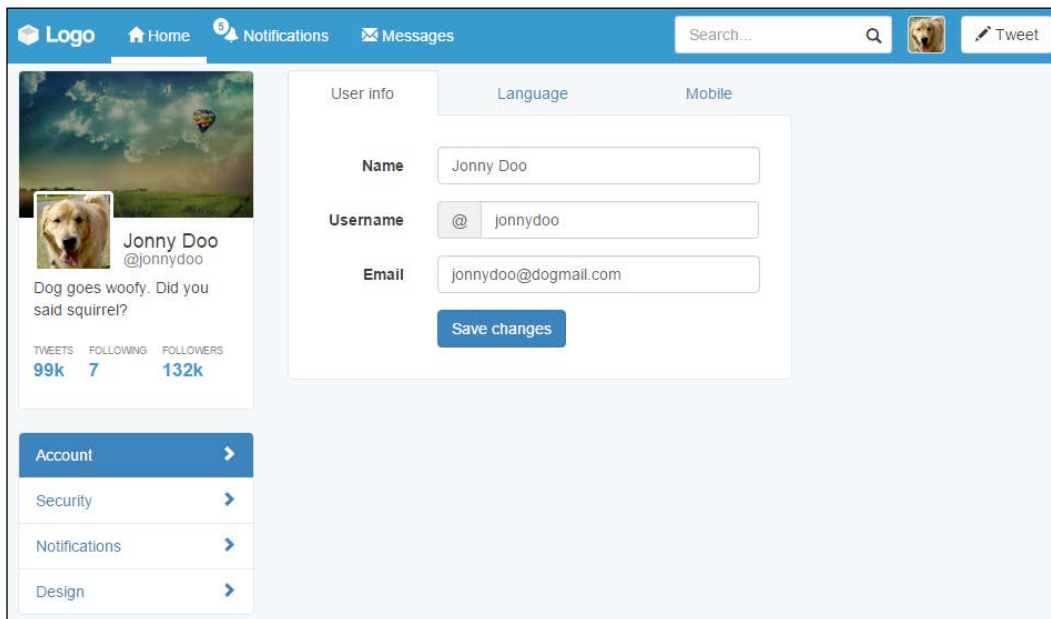 Logo
Home
5
Notifications
Messages
Search...
Tweet
Jonny Doo
@jonnydoo
Dog goes woofy. Did you
said squirrel?
TWEETS FOLLOWING FOLLOWERS
99k 7 132k
Account
Security
Notifications
Design
User info Language Mobile
Name Jonny Doo
Username @ jonnydoo
Email jonnydoo@dogmail.com
Save changes